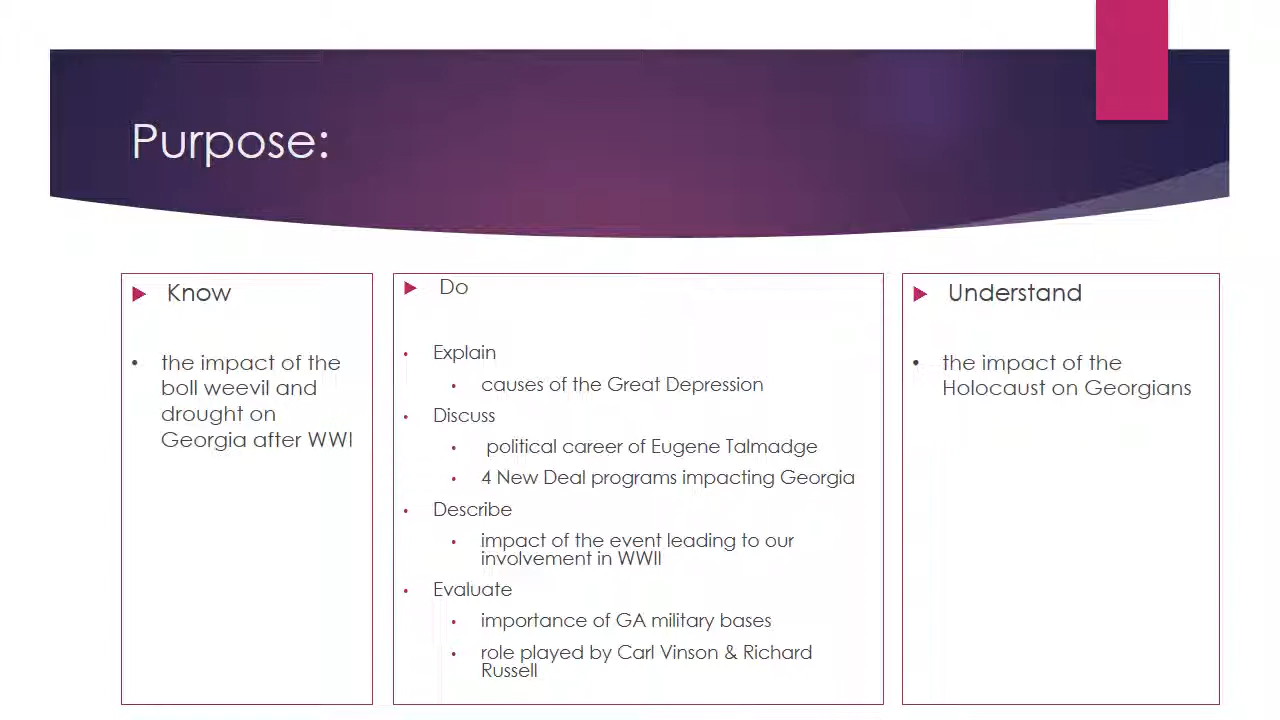 Purpose:
Know
the impact of the
boll weevil and
drought on
Georgia after WWI
Do
Explain
causes of the Great Depression
Discuss
political career of Eugene Talmadge
4 New Deal programs impacting Georgia
Describe
impact of the event leading to our
involvement in WWII
Evaluate
importance of GA military bases
role played by Carl Vinson & Richard
Russell
Understand
the impact of the
Holocaust on Georgians